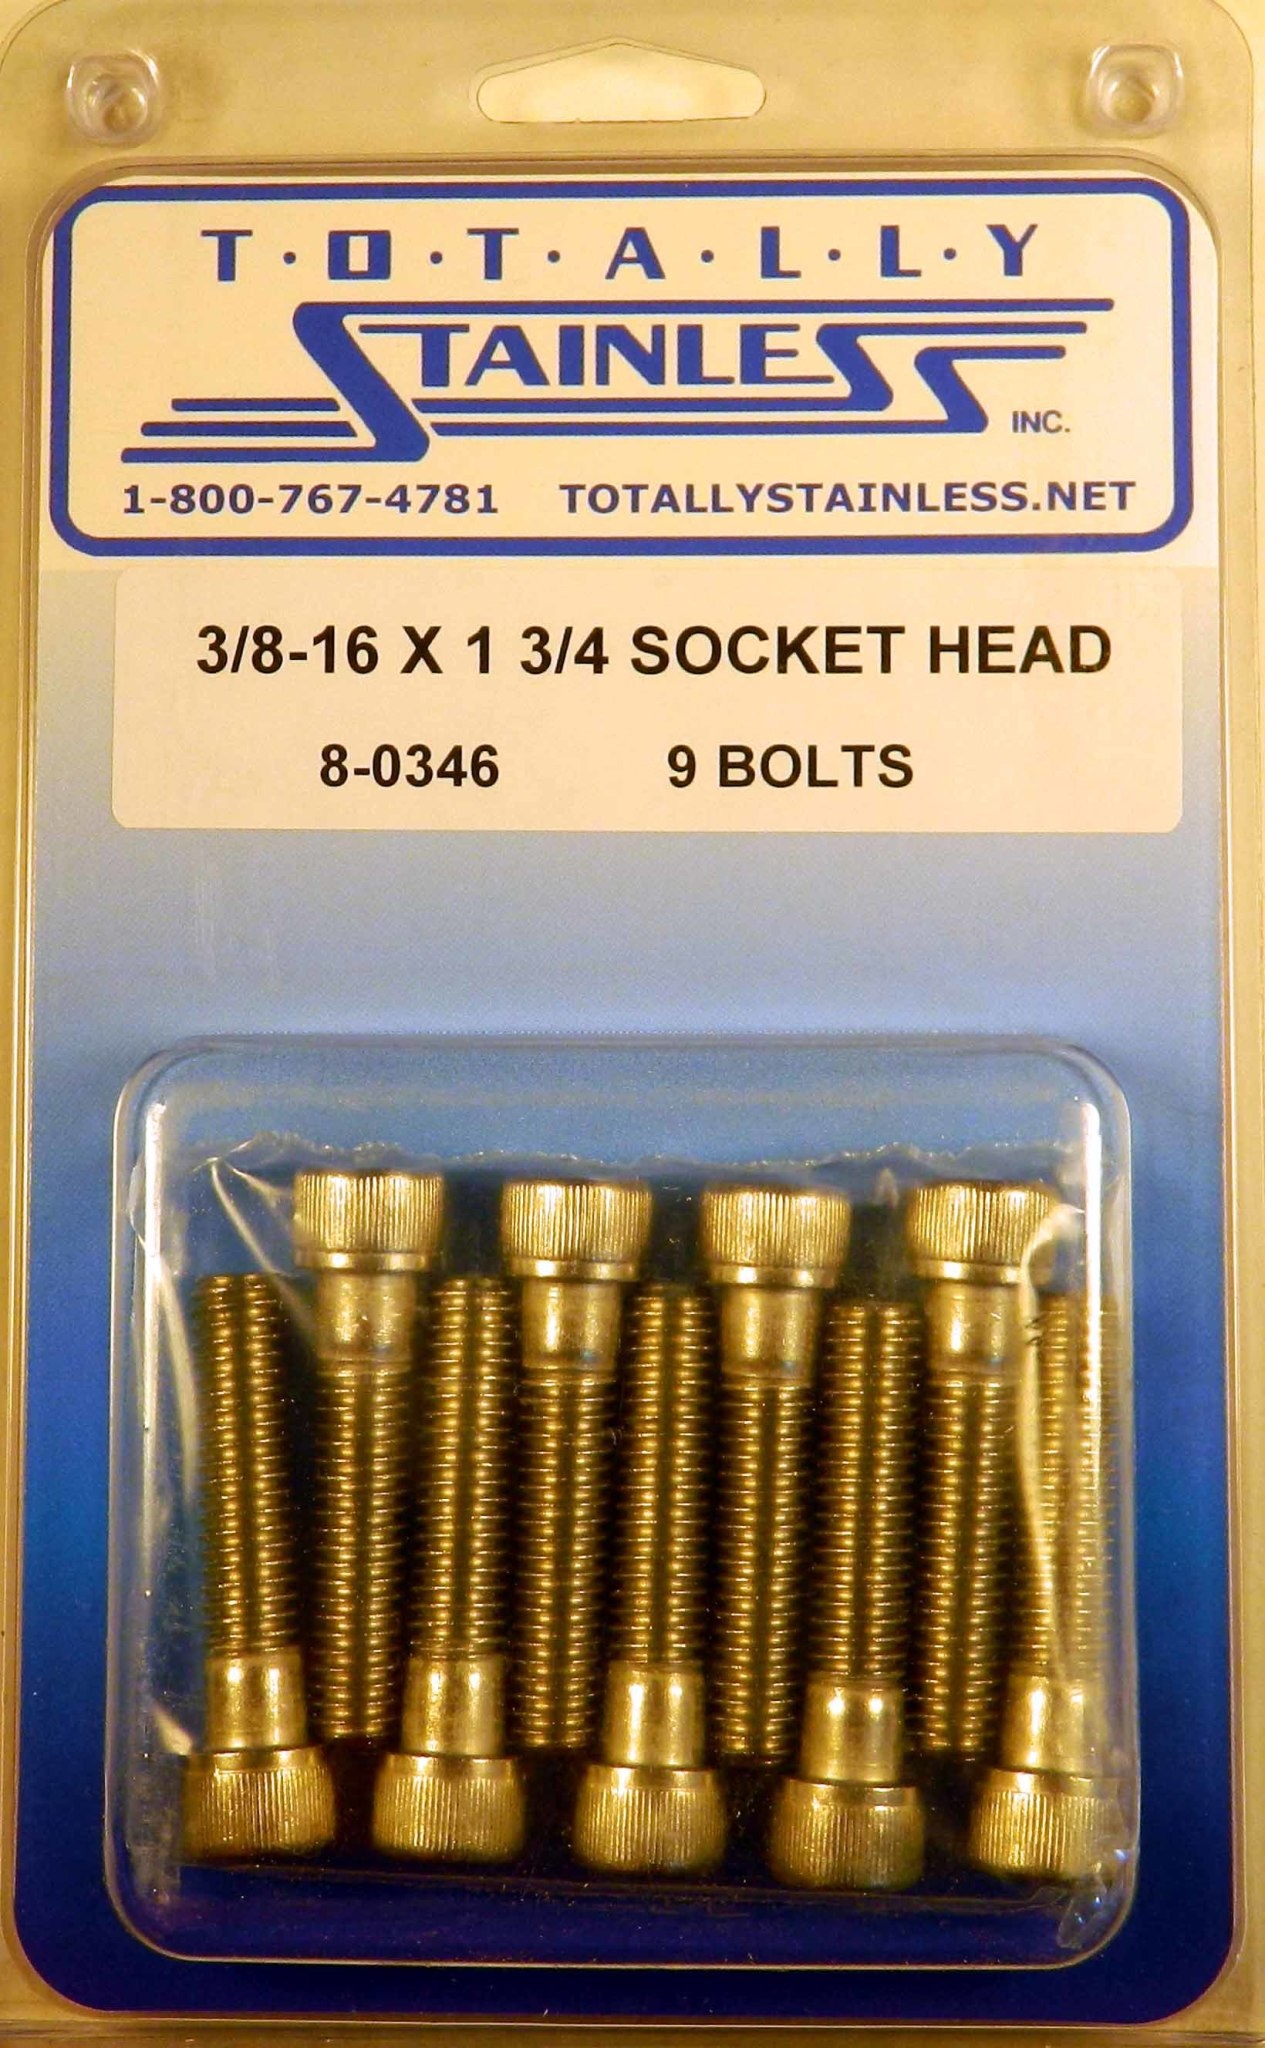 T·O·T·A·L·L·Y
STAINLESS INC.
1-800-767-4781 TOTALLYSTAINLESS.NET
3/8-16 X 1 3/4 SOCKET HEAD
8-0346 9 BOLTS